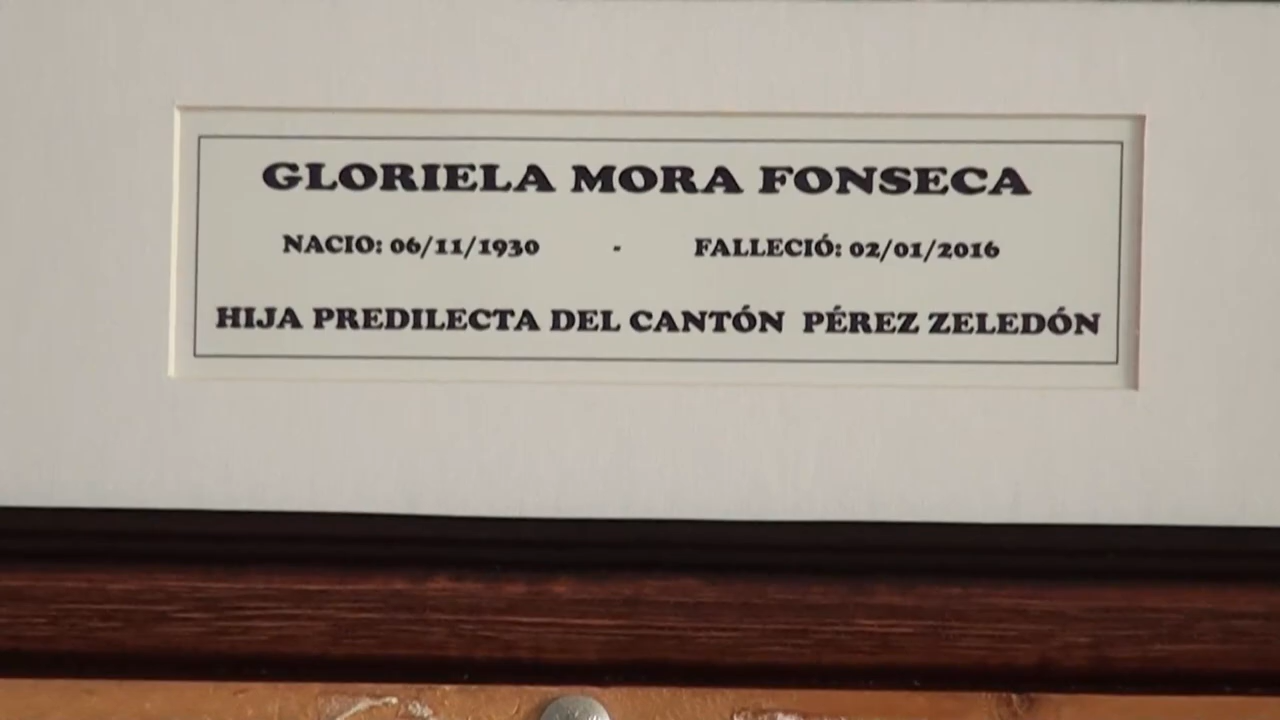 GLORIELA MORA FONSECA
NACIO: 06/11/1930 - FALLECIÓ: 02/01/2016
HIJA PREDILECTA DEL CANTÓN PÉREZ ZELEDÓN